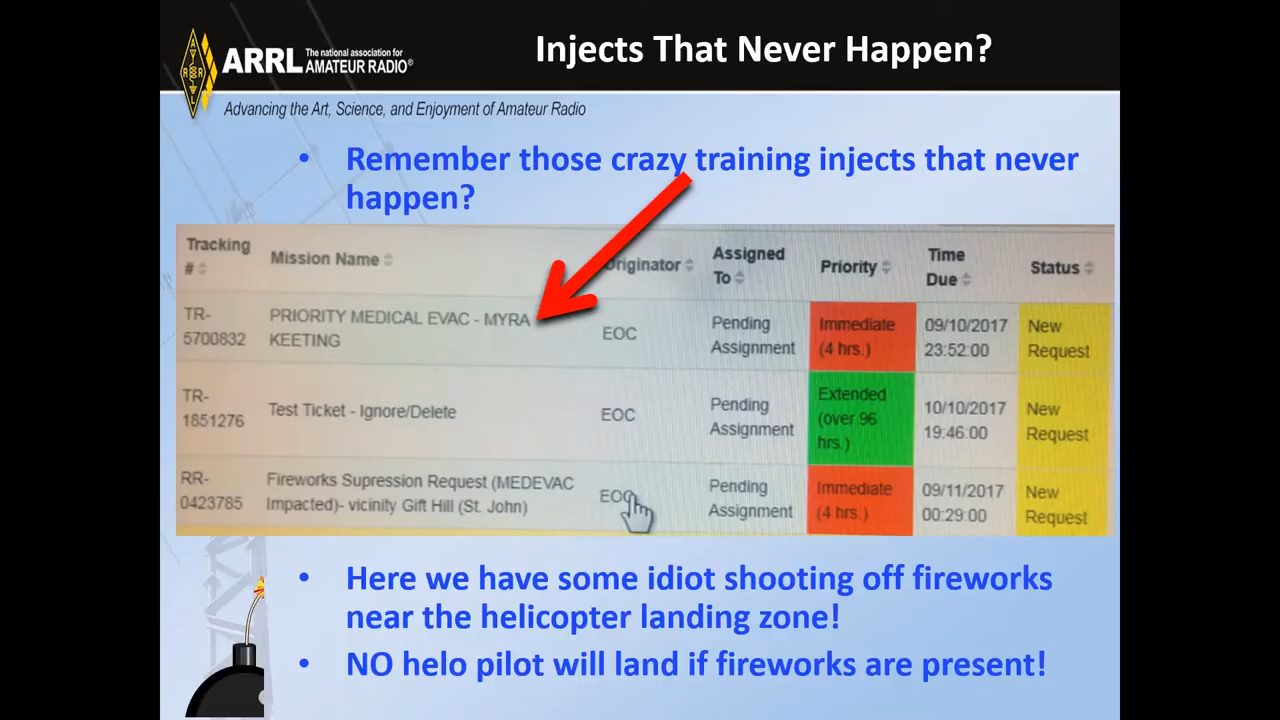 Injects That Never Happen?
ARRL The national association for
AMATEUR RADIO®
Advancing the Art, Science, and Enjoyment of Amateur Radio
• Remember those crazy training injects that never
happen?
Tracking
#
Mission Name
Originator
Assigned
To
Priority
Time
Due
Status
TR-
5700832
PRIORITY MEDICAL EVAC - MYRA
KEETING
EOC
Pending
Assignment
Immediate
(4 hrs.)
09/10/2017
23:52:00
New
Request
TR-
1851276
Test Ticket - Ignore/Delete
EOC
Pending
Assignment
Extended
(over 96
hrs.)
10/10/2017
19:46:00
New
Request
RR-
0423785
Fireworks Supression Request (MEDEVAC
Impacted)- vicinity Gift Hill (St. John)
EOC
Pending
Assignment
Immediate
(4 hrs.)
09/11/2017
00:29:00
New
Request
• Here we have some idiot shooting off fireworks
near the helicopter landing zone!
• NO helo pilot will land if fireworks are present!